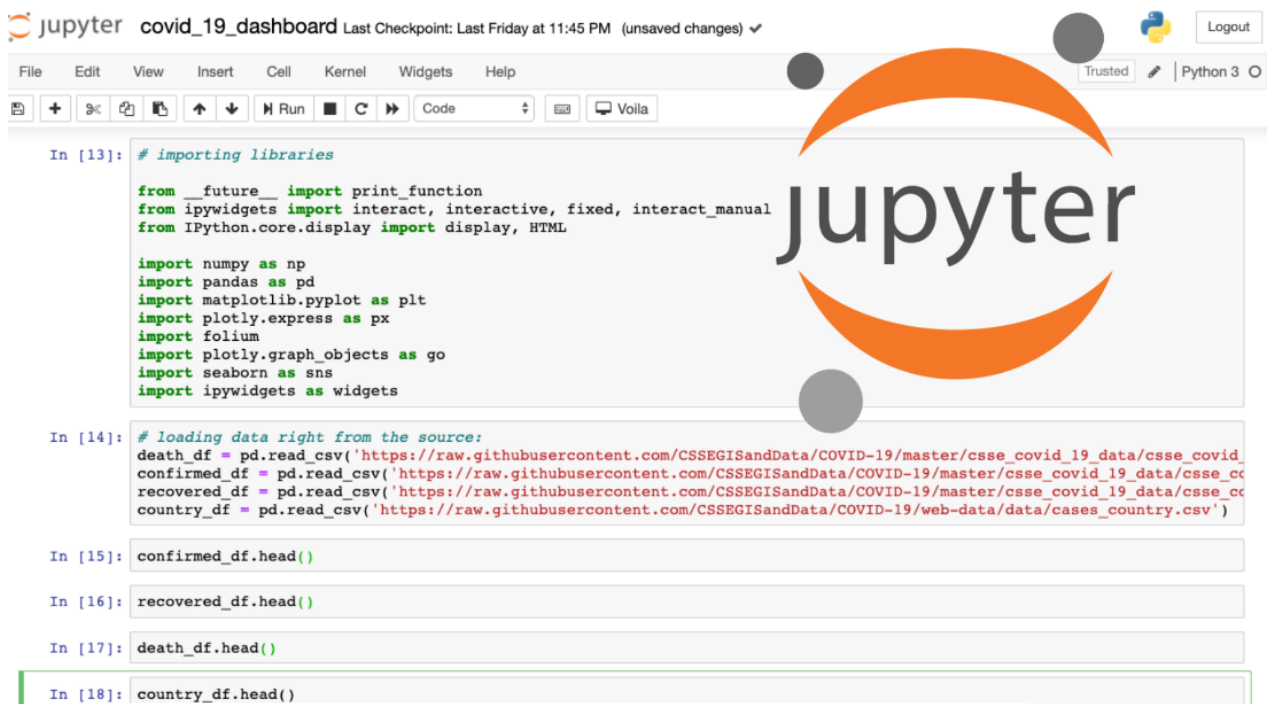 jupyter covid_19_dashboard Last Checkpoint: Last Friday at 11:45 PM (unsaved changes) Logout
File Edit View Insert Cell Kernel Widgets Help Trusted Python 3
Run Code Voila
In [13]: # importing libraries
from __future__ import print_function
from ipywidgets import interact, interactive, fixed, interact_manual
from IPython.core.display import display, HTML
import numpy as np
import pandas as pd
import matplotlib.pyplot as plt
import plotly.express as px
import folium
import plotly.graph_objects as go
import seaborn as sns
import ipywidgets as widgets
jupyter
In [14]: # loading data right from the source:
death_df = pd.read_csv('https://raw.githubusercontent.com/CSSEGISandData/COVID-19/master/csse_covid_19_data/csse_covid_
confirmed_df = pd.read_csv('https://raw.githubusercontent.com/CSSEGISandData/COVID-19/master/csse_covid_19_data/csse_co
recovered_df = pd.read_csv('https://raw.githubusercontent.com/CSSEGISandData/COVID-19/master/csse_covid_19_data/csse_co
country_df = pd.read_csv('https://raw.githubusercontent.com/CSSEGISandData/COVID-19/web-data/data/cases_country.csv')
In [15]: confirmed_df.head()
In [16]: recovered_df.head()
In [17]: death_df.head()
In [18]: country_df.head()